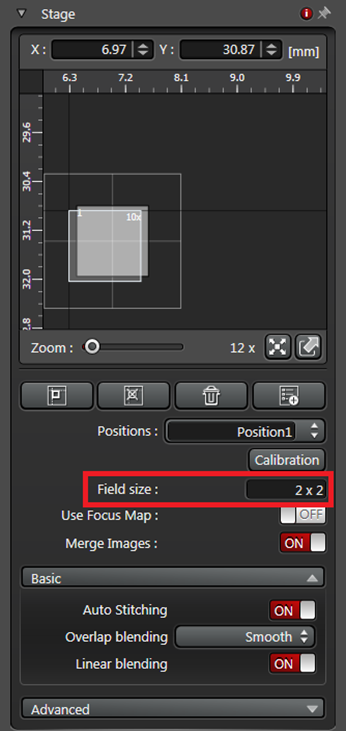 Stage
X : 6.97 Y : 30.87 [mm]
6.3 7.2 8.1 9.0 9.9
29.6
30.4
31.2
32.0
2.8
1 10x
Zoom : 12 x
Positions : Position1
Calibration
Field size : 2 x 2
Use Focus Map : OFF
Merge Images : ON
Basic
Auto Stitching ON
Overlap blending Smooth
Linear blending ON
Advanced